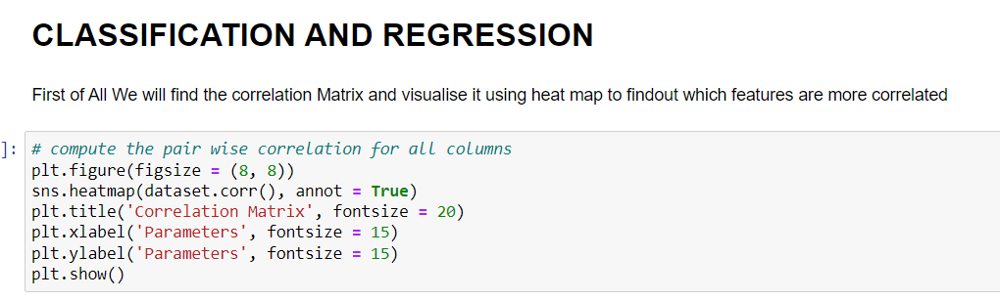 CLASSIFICATION AND REGRESSION
First of All We will find the correlation Matrix and visualise it using heat map to findout which features are more correlated
]: # compute the pair wise correlation for all columns
plt.figure(figsize = (8, 8))
sns.heatmap(dataset.corr(), annot = True)
plt.title('Correlation Matrix', fontsize = 20)
plt.xlabel('Parameters', fontsize = 15)
plt.ylabel('Parameters', fontsize = 15)
plt.show()